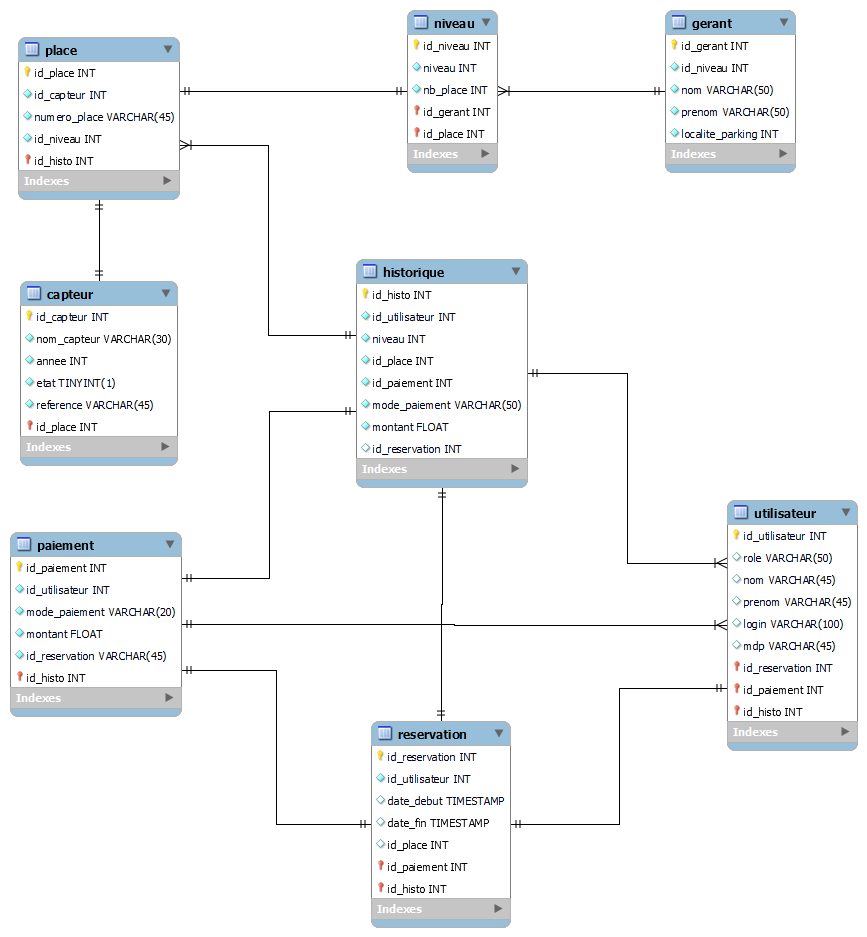 place
id_place INT
id_capteur INT
numero_place VARCHAR(45)
id_niveau INT
id_histo INT
Indexes
niveau
id_niveau INT
niveau INT
nb_place INT
id_gerant INT
id_place INT
Indexes
gerant
id_gerant INT
id_niveau INT
nom VARCHAR(50)
prenom VARCHAR(50)
localite_parking INT
Indexes
capteur
id_capteur INT
nom_capteur VARCHAR(30)
annee INT
etat TINYINT(1)
reference VARCHAR(45)
id_place INT
Indexes
historique
id_histo INT
id_utilisateur INT
niveau INT
id_place INT
id_paiement INT
mode_paiement VARCHAR(50)
montant FLOAT
id_reservation INT
Indexes
paiement
id_paiement INT
id_utilisateur INT
mode_paiement VARCHAR(20)
montant FLOAT
id_reservation VARCHAR(45)
id_histo INT
Indexes
utilisateur
id_utilisateur INT
role VARCHAR(50)
nom VARCHAR(45)
prenom VARCHAR(45)
login VARCHAR(100)
mdp VARCHAR(45)
id_reservation INT
id_paiement INT
id_histo INT
Indexes
reservation
id_reservation INT
id_utilisateur INT
date_debut TIMESTAMP
date_fin TIMESTAMP
id_place INT
id_paiement INT
id_histo INT
Indexes